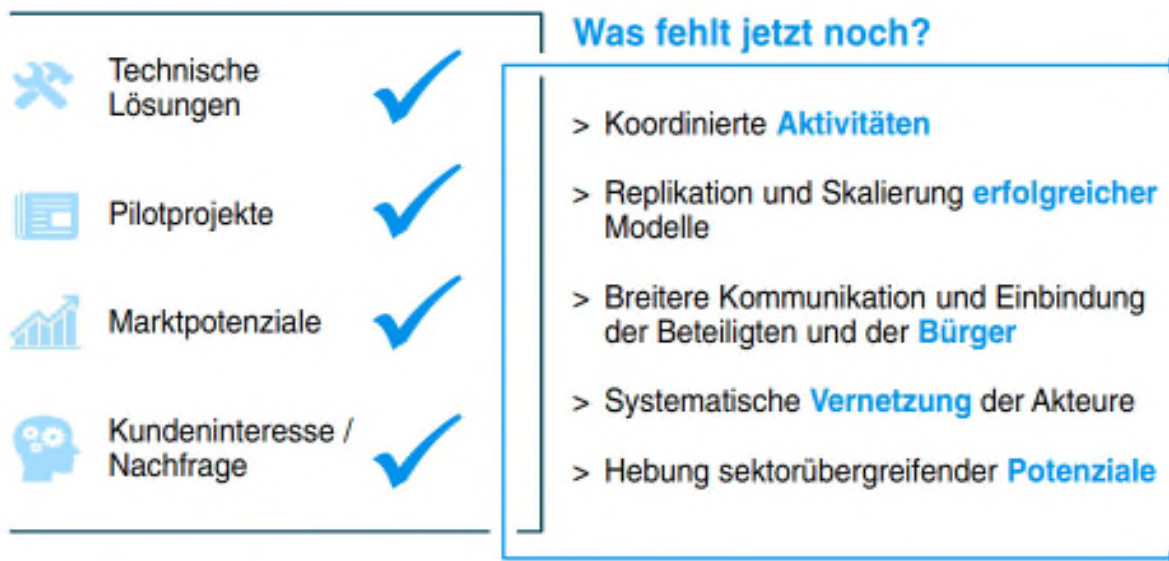 Technische
Lösungen
Pilotprojekte
Marktpotenziale
Kundeninteresse /
Nachfrage
Was fehlt jetzt noch?
> Koordinierte Aktivitäten
> Replikation und Skalierung erfolgreicher
Modelle
> Breitere Kommunikation und Einbindung
der Beteiligten und der Bürger
> Systematische Vernetzung der Akteure
> Hebung sektorübergreifender Potenziale